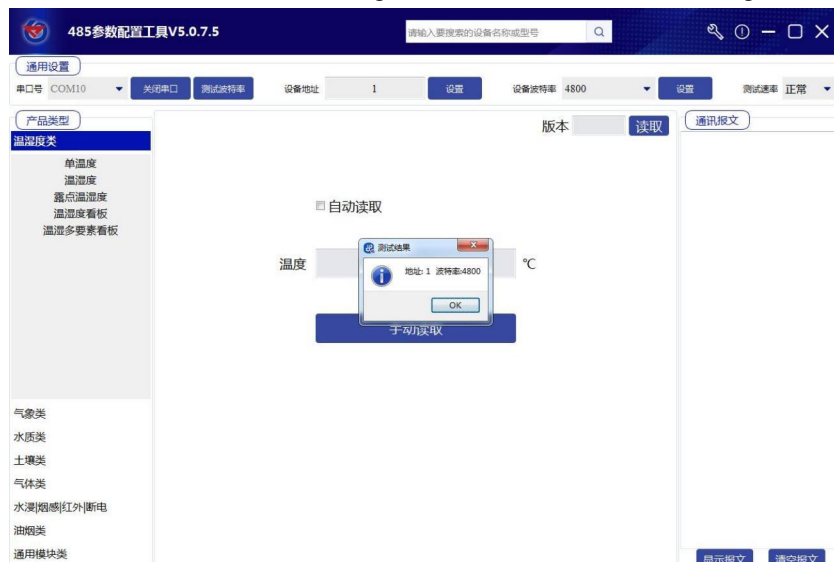 485参数配置工具V5.0.7.5
请输入要搜索的设备名称或型号
通用设置
串口号 COM10 关闭串口 测试波特率 设备地址 1 设置 设备波特率 4800 设置 测试速率 正常
产品类型
温湿度类
单温度
温湿度
露点温湿度
温湿度看板
温湿多要素看板
气象类
水质类
土壤类
气体类
水浸|烟感|红外|断电
油烟类
通用模块类
版本 读取
自动读取
温度 ℃
手动读取
测试结果
地址: 1 波特率:4800
OK
通讯报文
显示报文 清空报文